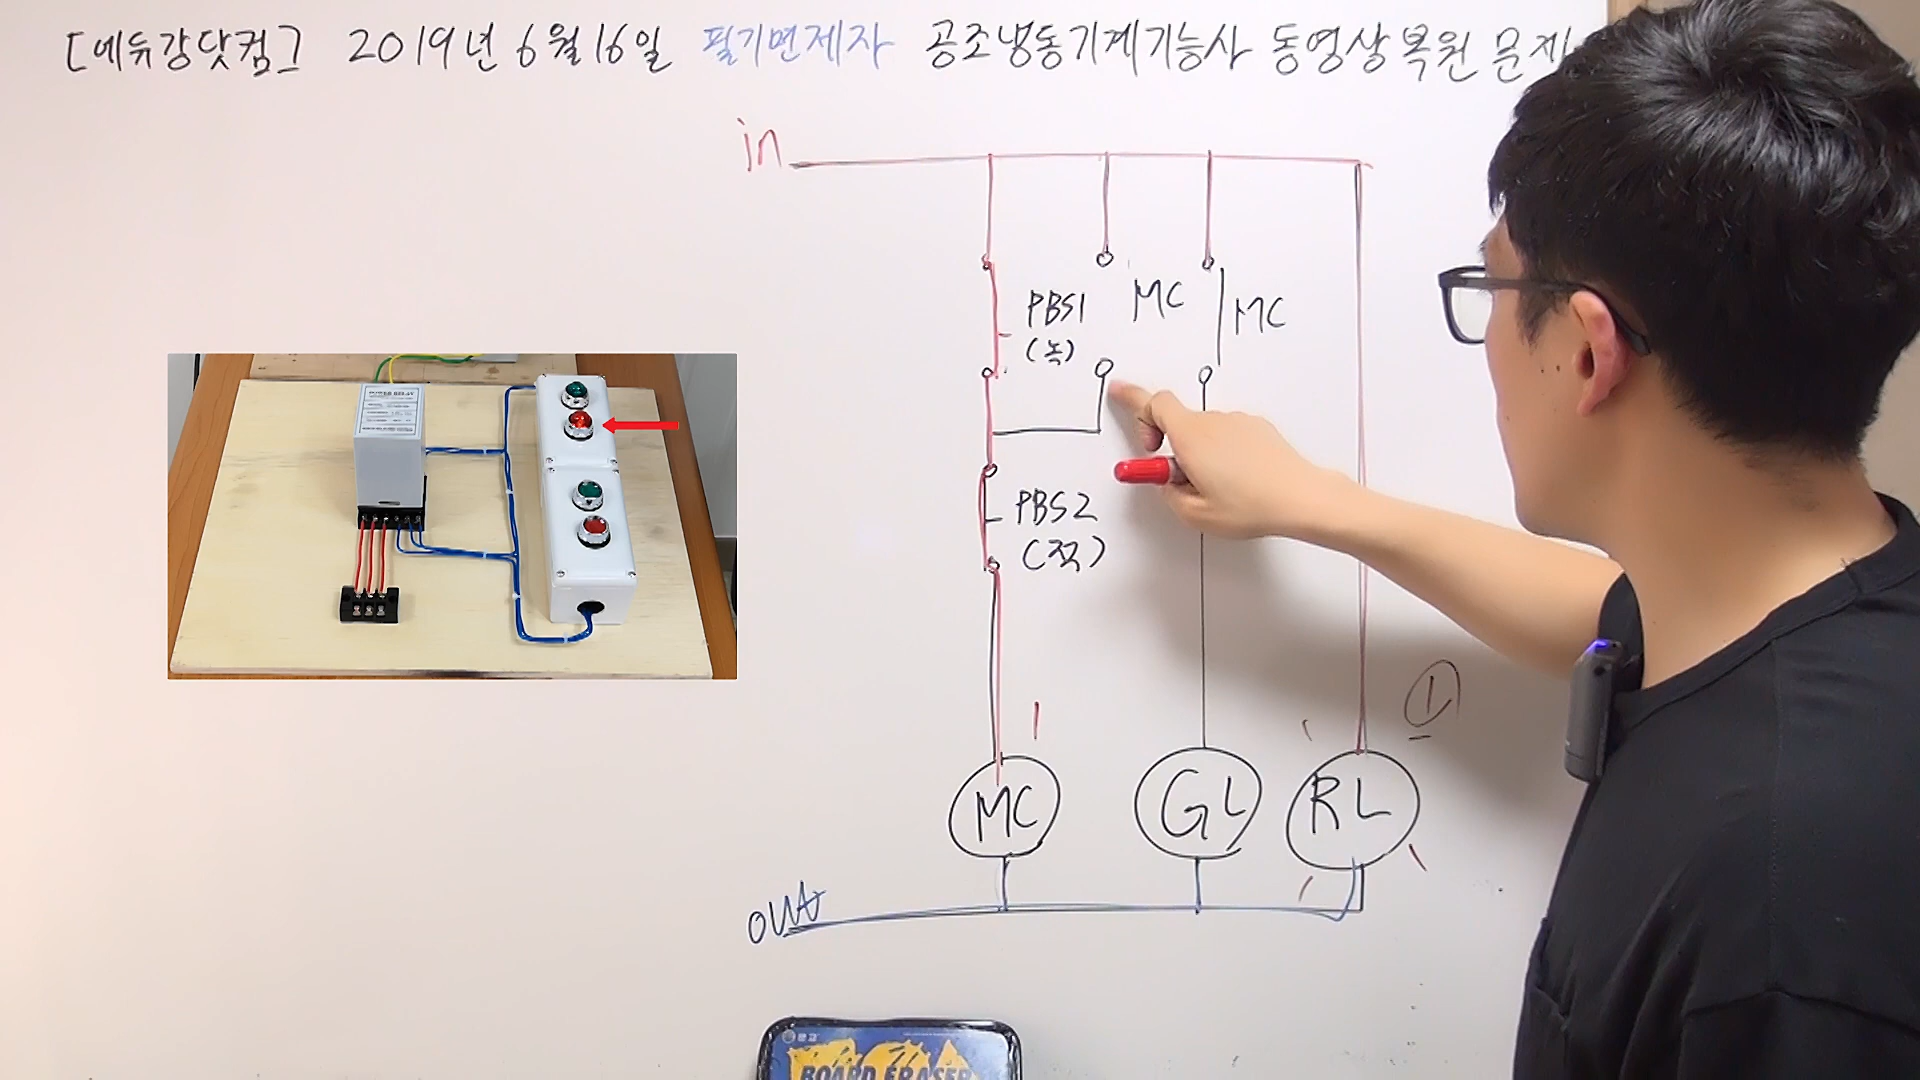 [에듀강닷컴] 2019년 6월 16일 필기면제자 공조냉동기계기능사 동영상 복원 문제
in
PBS1
(녹)
MC
MC
PBS2
(적)
①
MC
GL
RL
out
POWER RELAY
BOARD ERASER